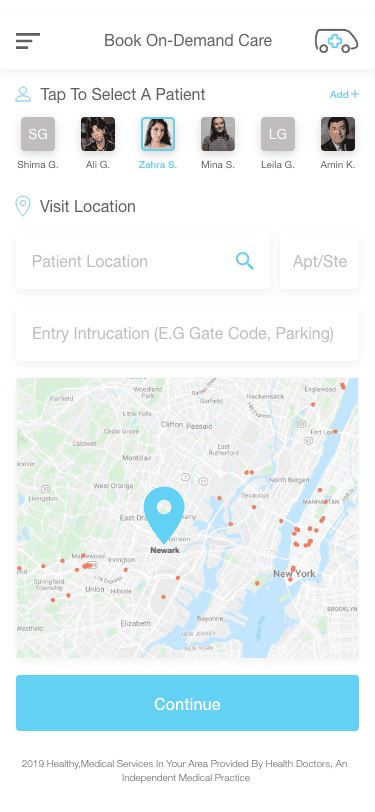 Book On-Demand Care
Tap To Select A Patient
Add +
SG
LG
Shima G.
Ali G.
Zahra S.
Mina S.
Leila G.
Amin K.
Visit Location
Patient Location
Apt/Ste
Entry Intrucation (E.G Gate Code, Parking)
Englewood
Woodland
Park
Hackensack
Garfield
Little Falls
Cedar Grove
Clifton
Passaic
Fort Lee
Caldwell
East
Rutherford
Montclair
North Bergen
West Orange
Secaucus
Livingston
MANHATTAN
East Orange
Newark
Maplewood
Irvington
Springfield
Township
Union
Hillside
New York
BROOKLYN
Elizabeth
Bayonne
Westfield
NEW JERSEY
NEW YORK
Continue
2019 Healthy,Medical Services In Your Area Provided By Health Doctors, An
Independent Medical Practice